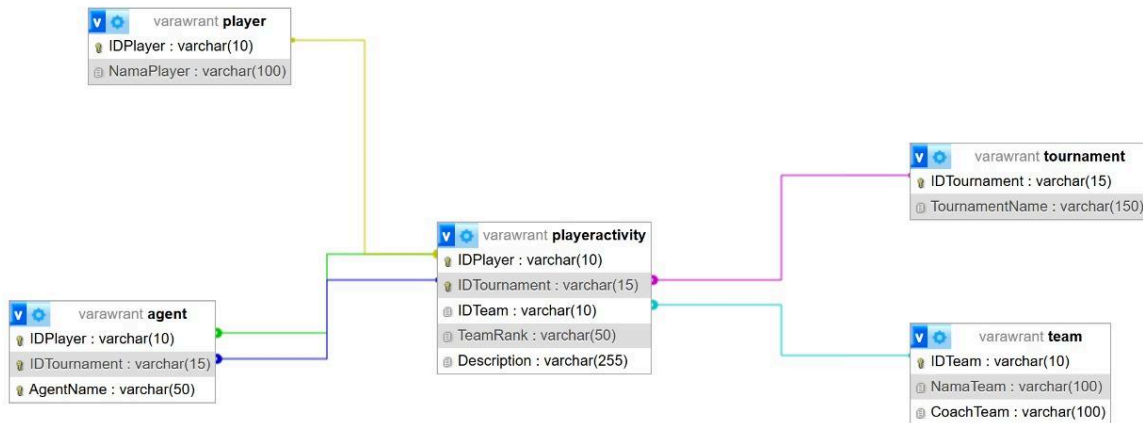 v varawrant player
IDPlayer : varchar(10)
NamaPlayer : varchar(100)
v varawrant tournament
IDTournament : varchar(15)
TournamentName : varchar(150)
v varawrant playeractivity
IDPlayer : varchar(10)
IDTournament : varchar(15)
IDTeam : varchar(10)
TeamRank : varchar(50)
Description : varchar(255)
v varawrant agent
IDPlayer : varchar(10)
IDTournament : varchar(15)
AgentName : varchar(50)
v varawrant team
IDTeam : varchar(10)
NamaTeam : varchar(100)
CoachTeam : varchar(100)